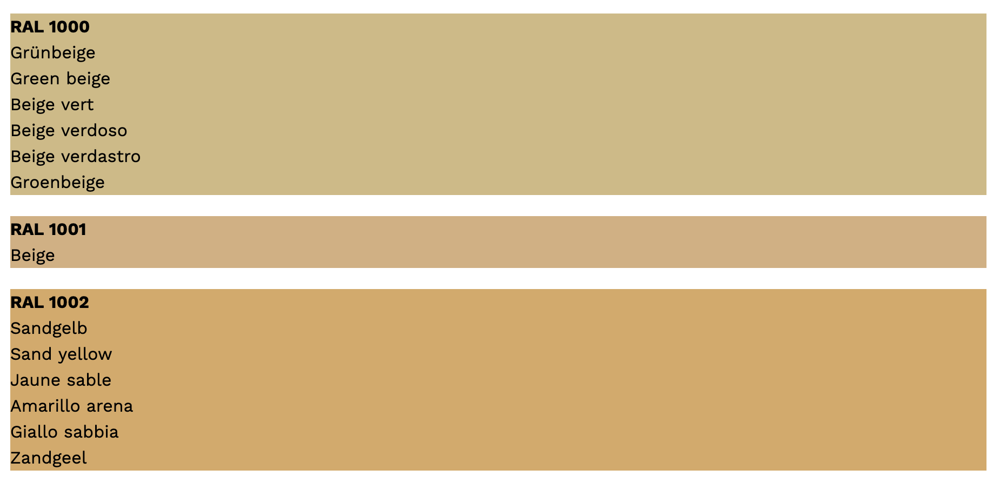 RAL 1000
Grünbeige
Green beige
Beige vert
Beige verdoso
Beige verdastro
Groenbeige
RAL 1001
Beige
RAL 1002
Sandgelb
Sand yellow
Jaune sable
Amarillo arena
Giallo sabbia
Zandgeel